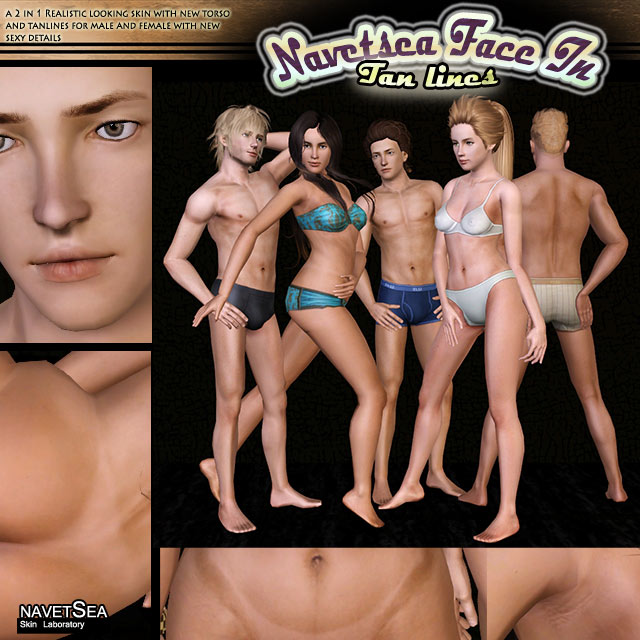 A 2 IN 1 REALISTIC LOOKING SKIN WITH NEW TORSO
AND TANLINES FOR MALE AND FEMALE WITH NEW
SEXY DETAILS
Navetsea Face In
Tan lines
NAVETSEA
Skin Laboratory